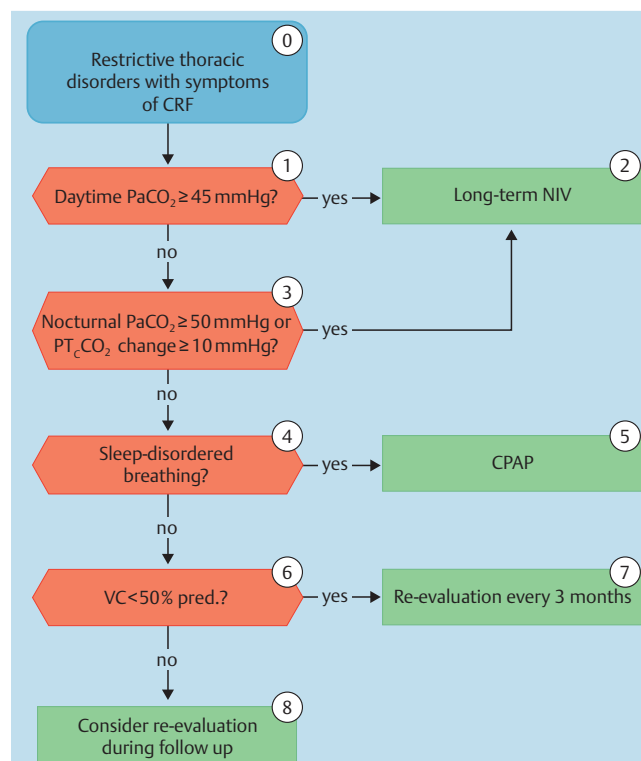 0
Restrictive thoracic
disorders with symptoms
of CRF
1
Daytime PaCO₂ ≥ 45 mmHg?
yes
2
Long-term NIV
no
3
Nocturnal PaCO₂ ≥ 50 mmHg or
PT_CCO₂ change ≥ 10 mmHg?
yes
no
4
Sleep-disordered
breathing?
yes
5
CPAP
no
6
VC < 50 % pred.?
yes
7
Re-evaluation every 3 months
no
8
Consider re-evaluation
during follow up